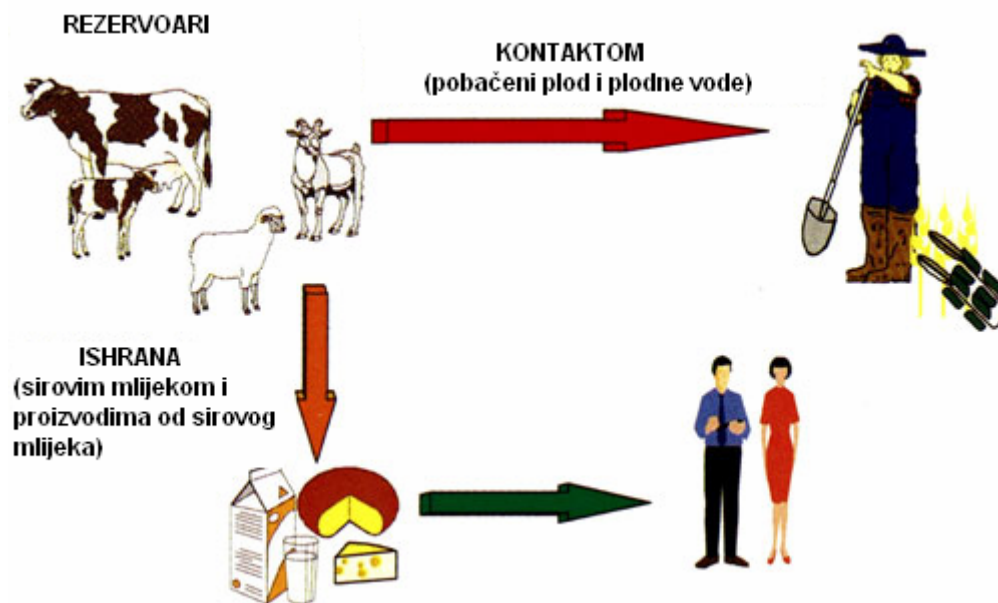 REZERVOARI
KONTAKTOM
(pobačeni plod i plodne vode)
ISHRANA
(sirovim mlijekom i
proizvodima od sirovog
mlijeka)